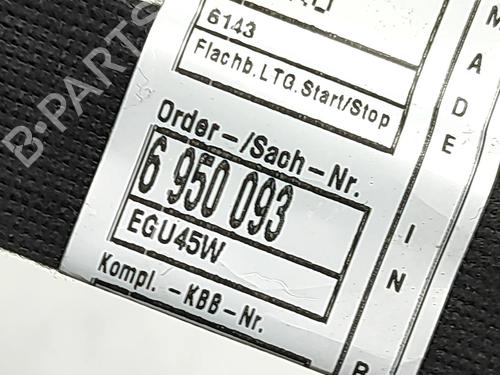 6143
Flachb.LTG.Start/Stop
Order-/Sach-Nr.
6 950 093
EGU45W
Kompl.-KBB-Nr.
MADE
IN
B-PARTS